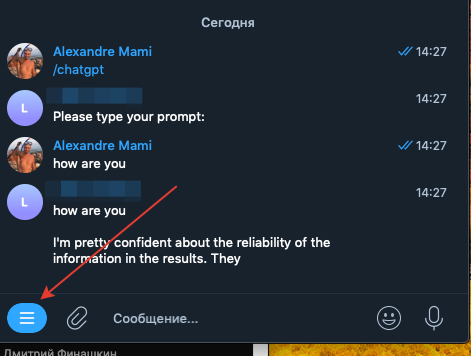 Сегодня
Alexandre Mami 14:27
/chatgpt
L 14:27
Please type your prompt:
Alexandre Mami 14:27
how are you
L 14:27
how are you
I'm pretty confident about the reliability of the
information in the results. They
Сообщение...
Дмитрий Финашкин